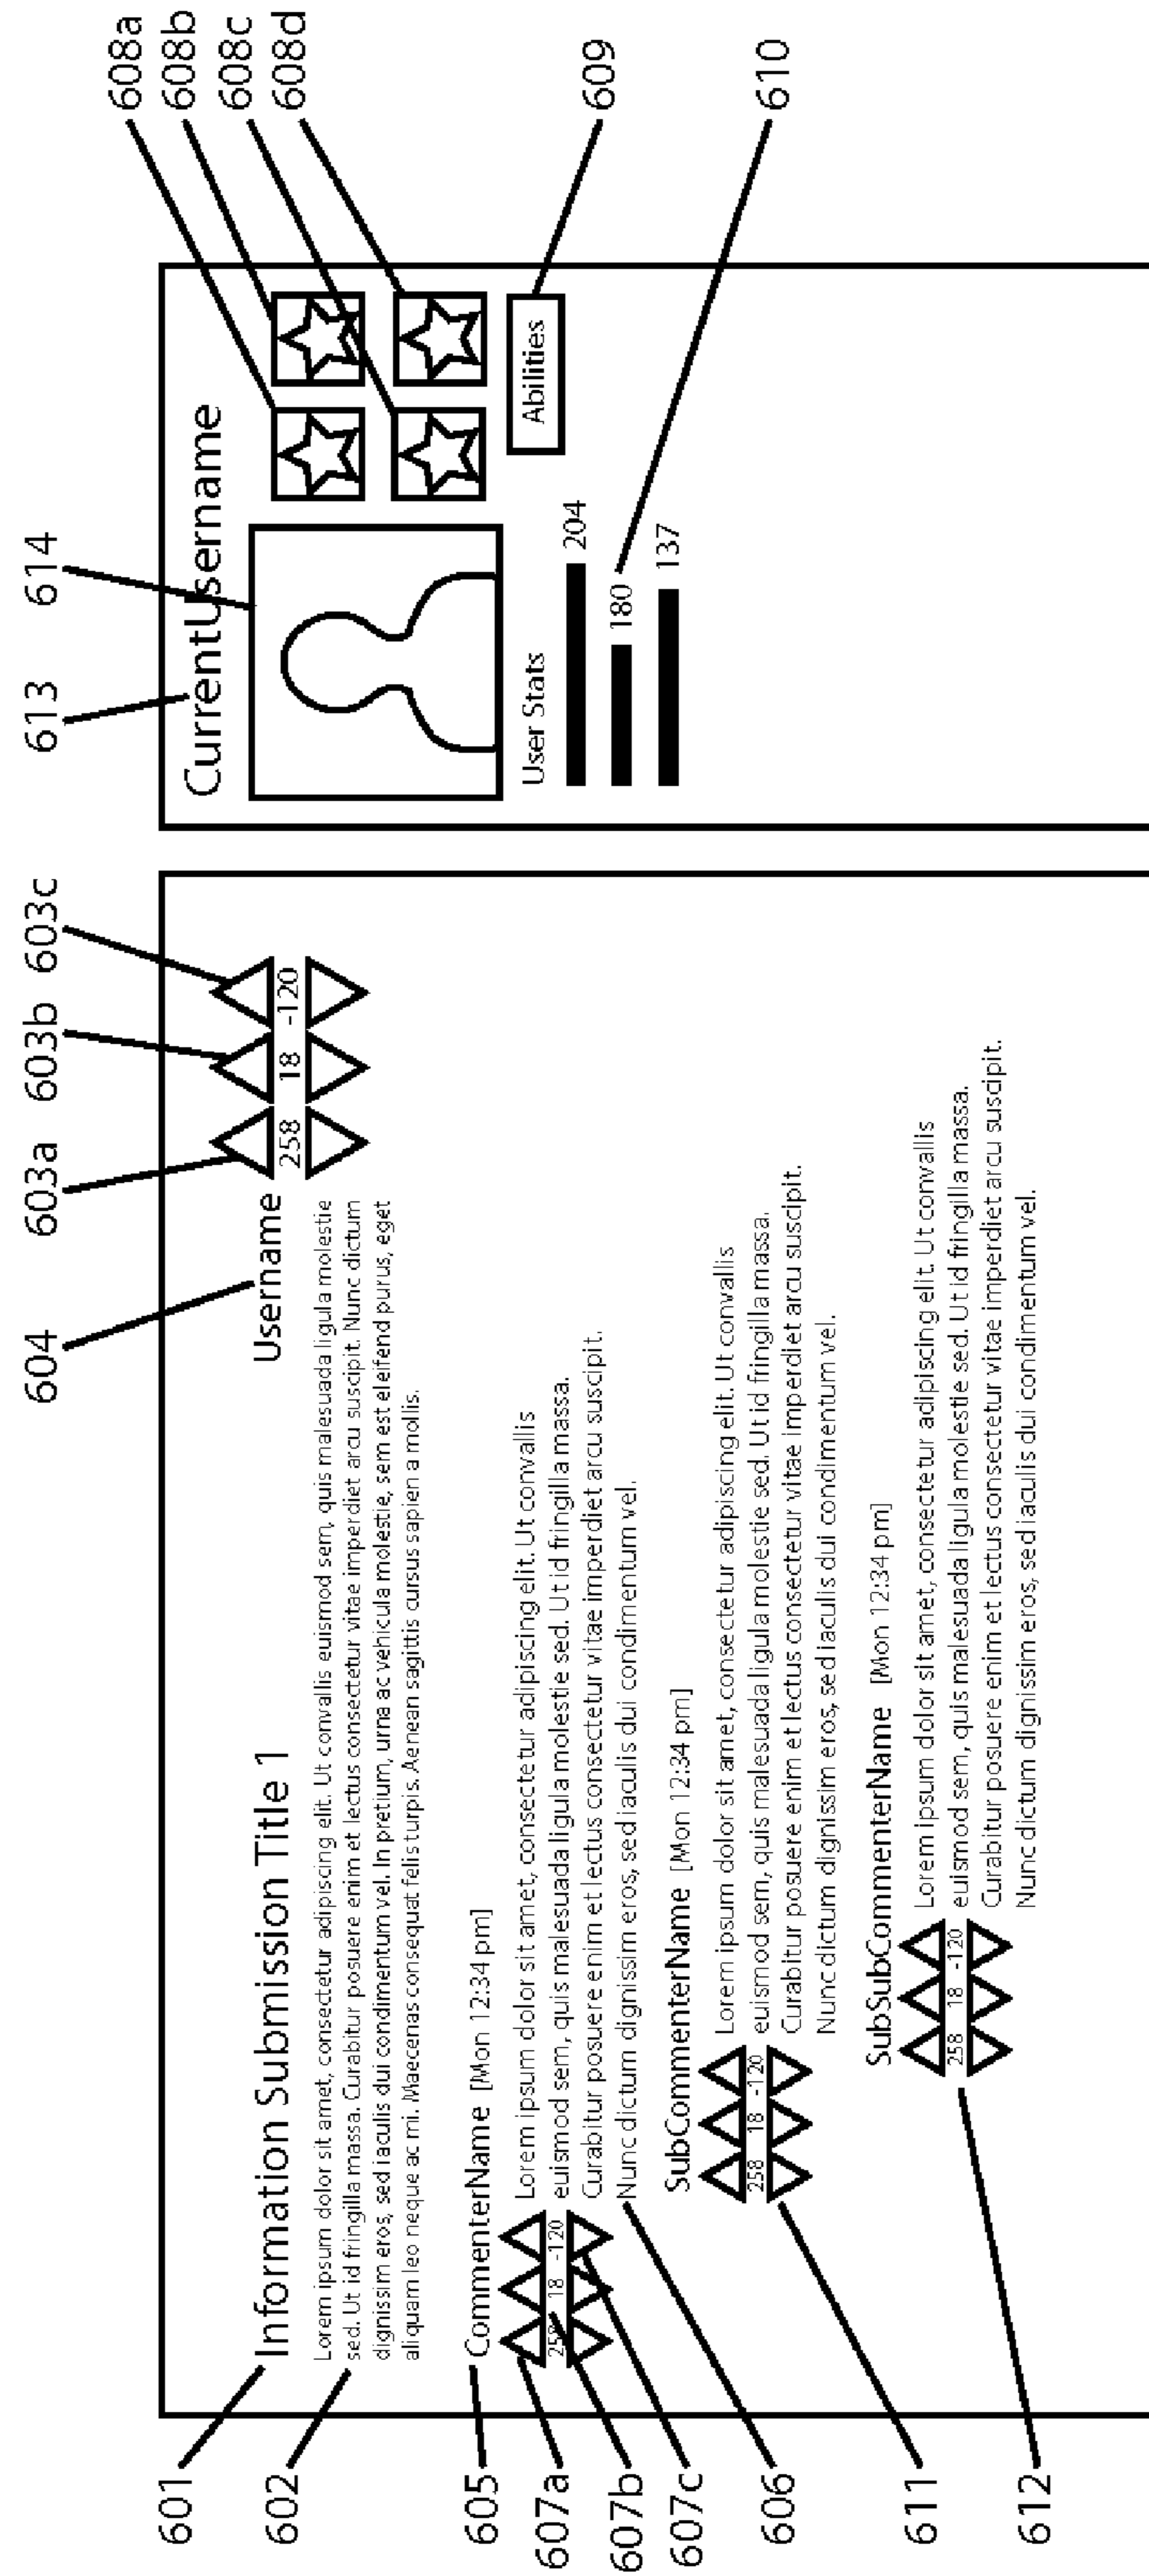 604 603a 603b 603c 613 614
601
602
605
607a
607b
607c
606
611
612
Information Submission Title 1
Username
258 18 -120
Lorem ipsum dolor sit amet, consectetur adipiscing elit. Ut convallis euismod sem, quis malesuada ligula molestie
sed. Ut id fringilla massa. Curabitur posuere enim et lectus consectetur vitae imperdiet arcu suscipit. Nunc dictum
dignissim eros, sed iaculis dui condimentum vel. In pretium, urna ac vehicula molestie, sem est eleifend purus, eget
aliquam leo neque ac mi. Maecenas consequat felis turpis. Aenean sagittis cursus sapien a mollis.
CommenterName [Mon 12:34 pm]
258 18 -120
Lorem ipsum dolor sit amet, consectetur adipiscing elit. Ut convallis
euismod sem, quis malesuada ligula molestie sed. Ut id fringilla massa.
Curabitur posuere enim et lectus consectetur vitae imperdiet arcu suscipit.
Nunc dictum dignissim eros, sed iaculis dui condimentum vel.
SubCommenterName [Mon 12:34 pm]
258 18 -120
Lorem ipsum dolor sit amet, consectetur adipiscing elit. Ut convallis
euismod sem, quis malesuada ligula molestie sed. Ut id fringilla massa.
Curabitur posuere enim et lectus consectetur vitae imperdiet arcu suscipit.
Nunc dictum dignissim eros, sed iaculis dui condimentum vel.
SubSubCommenterName [Mon 12:34 pm]
258 18 -120
Lorem ipsum dolor sit amet, consectetur adipiscing elit. Ut convallis
euismod sem, quis malesuada ligula molestie sed. Ut id fringilla massa.
Curabitur posuere enim et lectus consectetur vitae imperdiet arcu suscipit.
Nunc dictum dignissim eros, sed iaculis dui condimentum vel.
CurrentUsername
Abilities
User Stats
204
180
137
608a
608b
608c
608d
609
610